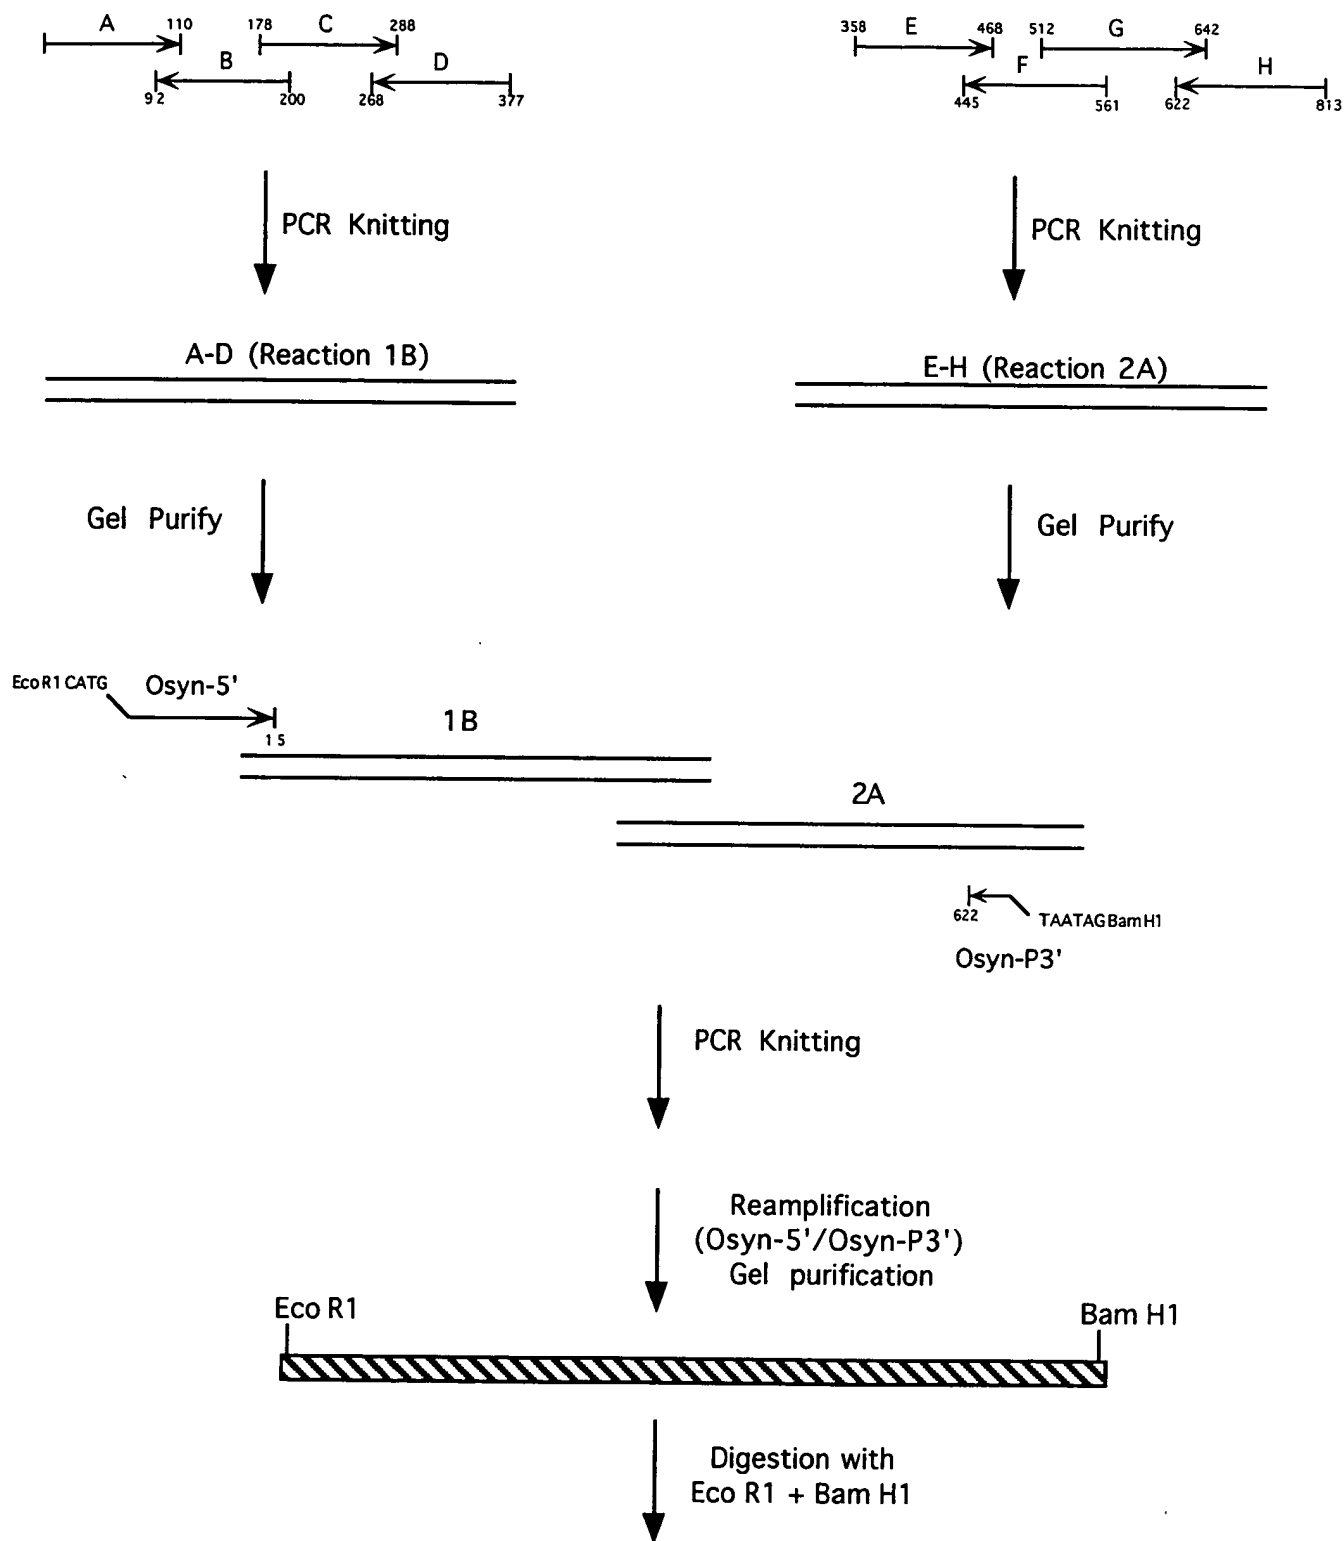 A 110 178 C 288
B D
92 200 268 377
358 E 468 512 G 642
F H
445 561 622 813
PCR Knitting
PCR Knitting
A-D (Reaction 1B)
E-H (Reaction 2A)
Gel Purify
Gel Purify
EcoR1 CATG Osyn-5'
15
1B
2A
622
TAATAGBamH1
Osyn-P3'
PCR Knitting
Reamplification
(Osyn-5'/Osyn-P3')
Gel purification
Eco R1
Bam H1
Digestion with
Eco R1 + Bam H1